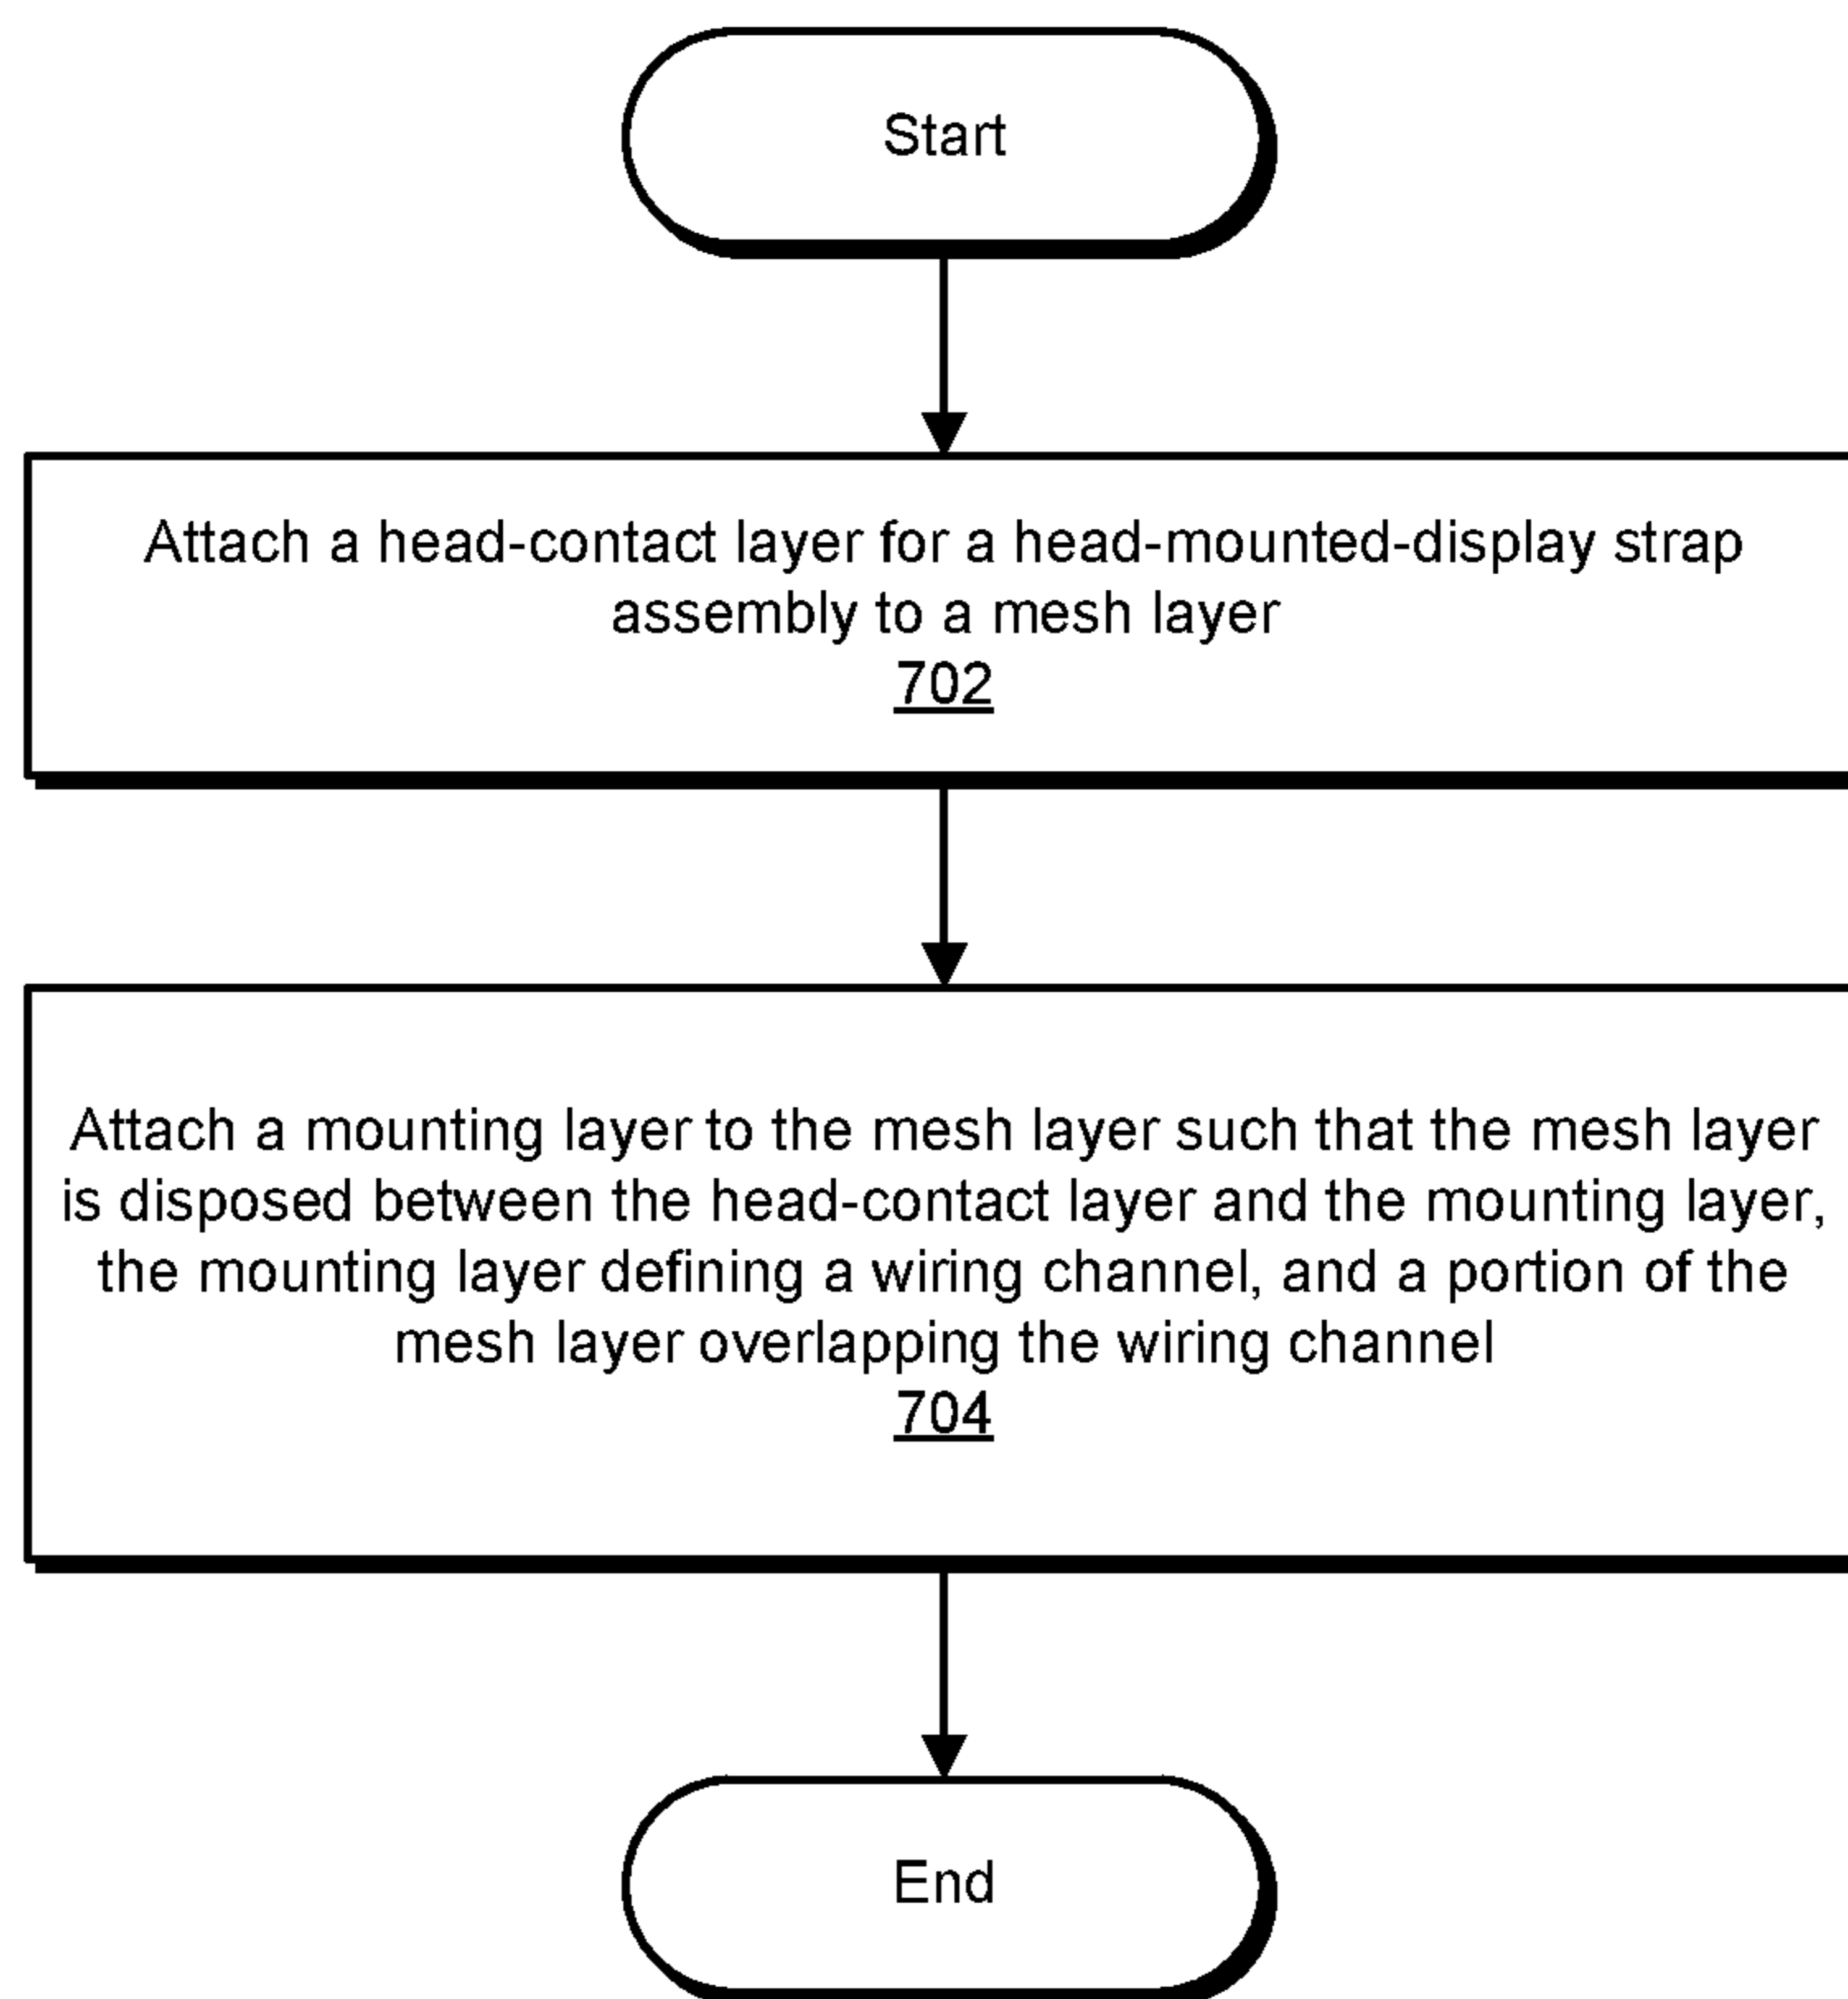 Start
Attach a head-contact layer for a head-mounted-display strap
assembly to a mesh layer
702
Attach a mounting layer to the mesh layer such that the mesh layer
is disposed between the head-contact layer and the mounting layer,
the mounting layer defining a wiring channel, and a portion of the
mesh layer overlapping the wiring channel
704
End